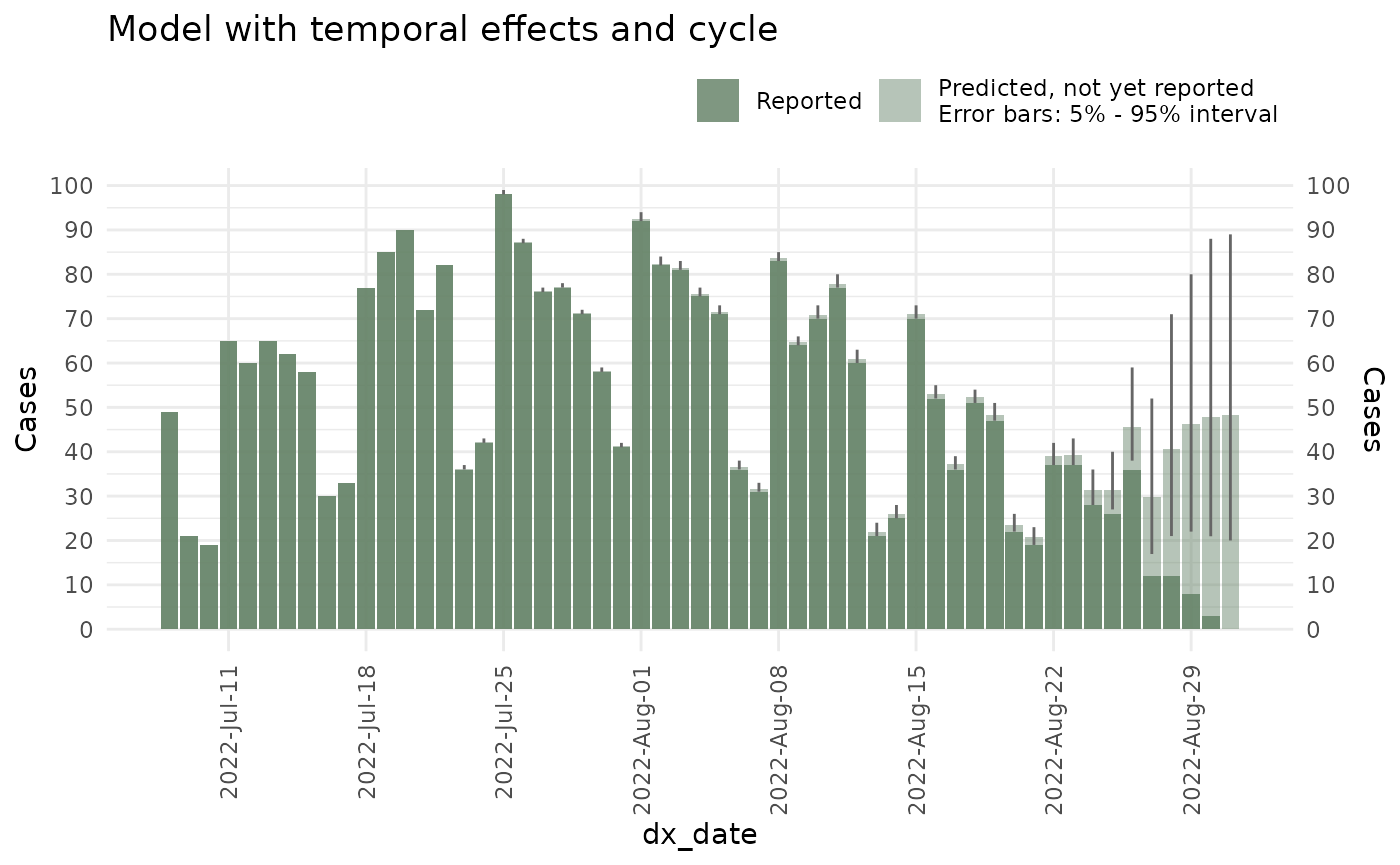 Model with temporal effects and cycle
Reported
Predicted, not yet reported
Error bars: 5% - 95% interval
Cases
100
90
80
70
60
50
40
30
20
10
0
100
90
80
70
60
50
40
30
20
10
0
Cases
2022-Jul-11
2022-Jul-18
2022-Jul-25
2022-Aug-01
2022-Aug-08
2022-Aug-15
2022-Aug-22
2022-Aug-29
dx_date